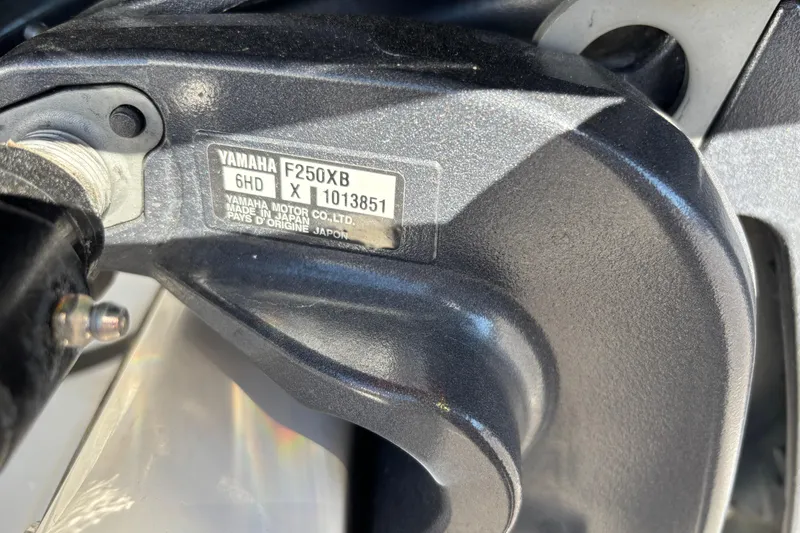 YAMAHA F250XB
6HD X 1013851
YAMAHA MOTOR CO.,LTD.
MADE IN JAPAN
PAYS D'ORIGINE JAPON